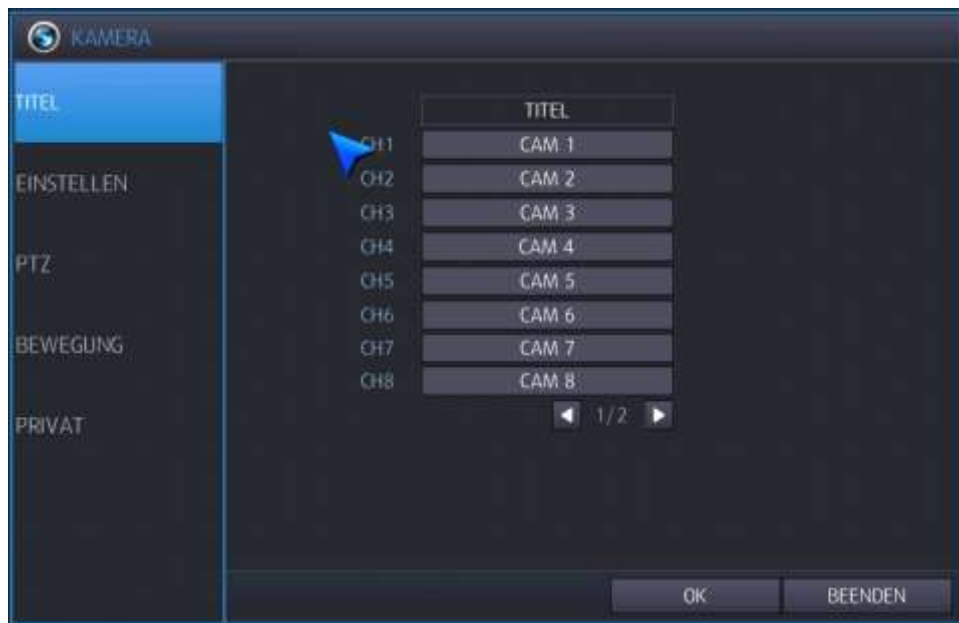 KAMERA
TITEL
EINSTELLEN
PTZ
BEWEGUNG
PRIVAT
TITEL
CH1 CAM 1
CH2 CAM 2
CH3 CAM 3
CH4 CAM 4
CH5 CAM 5
CH6 CAM 6
CH7 CAM 7
CH8 CAM 8
1/2
OK BEENDEN